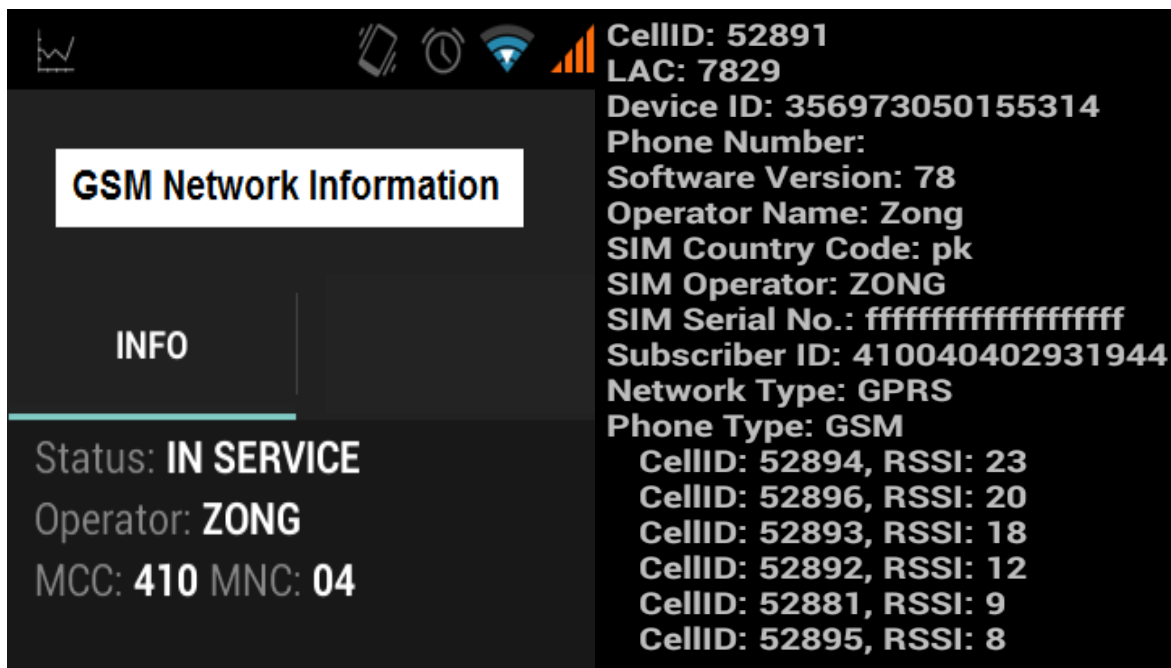 GSM Network Information
INFO
Status: IN SERVICE
Operator: ZONG
MCC: 410 MNC: 04
CellID: 52891
LAC: 7829
Device ID: 356973050155314
Phone Number:
Software Version: 78
Operator Name: Zong
SIM Country Code: pk
SIM Operator: ZONG
SIM Serial No.: ffffffffffffffffffff
Subscriber ID: 410040402931944
Network Type: GPRS
Phone Type: GSM
CellID: 52894, RSSI: 23
CellID: 52896, RSSI: 20
CellID: 52893, RSSI: 18
CellID: 52892, RSSI: 12
CellID: 52881, RSSI: 9
CellID: 52895, RSSI: 8